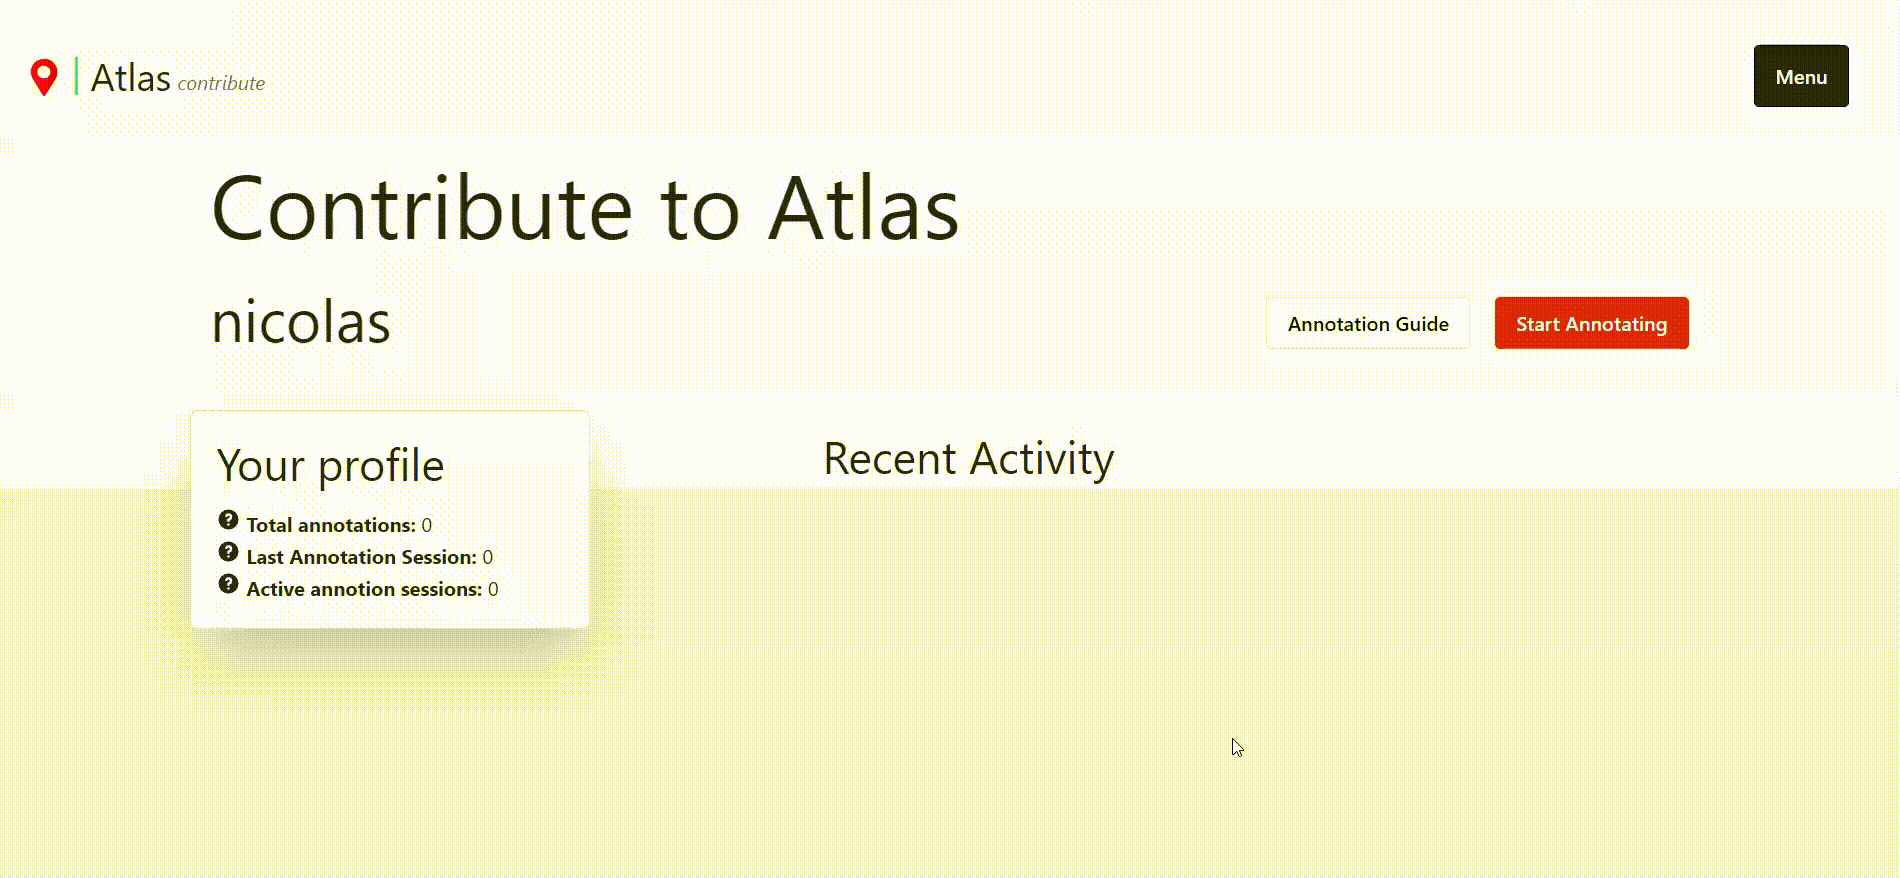 Atlas contribute
Menu
Contribute to Atlas
nicolas
Annotation Guide
Start Annotating
Your profile
Total annotations: 0
Last Annotation Session: 0
Active annotion sessions: 0
Recent Activity